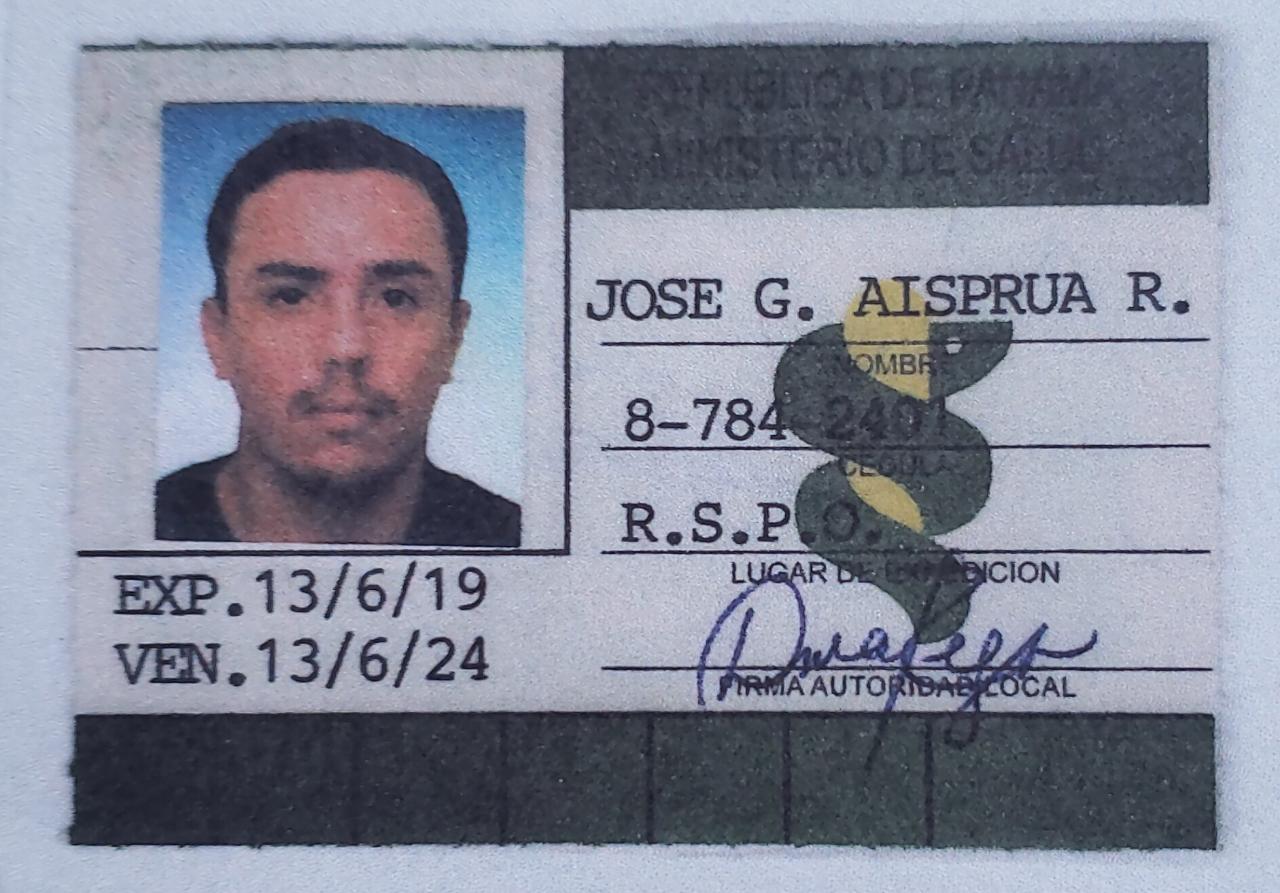 REPUBLICA DE PANAMA
MINISTERIO DE SALUD
JOSE G. AISPRUA R.
NOMBRE
8-784 2401
CEDULA
R.S.P.O.
LUGAR DE EXPEDICION
FIRMA AUTORIDAD LOCAL
EXP.13/6/19
VEN.13/6/24